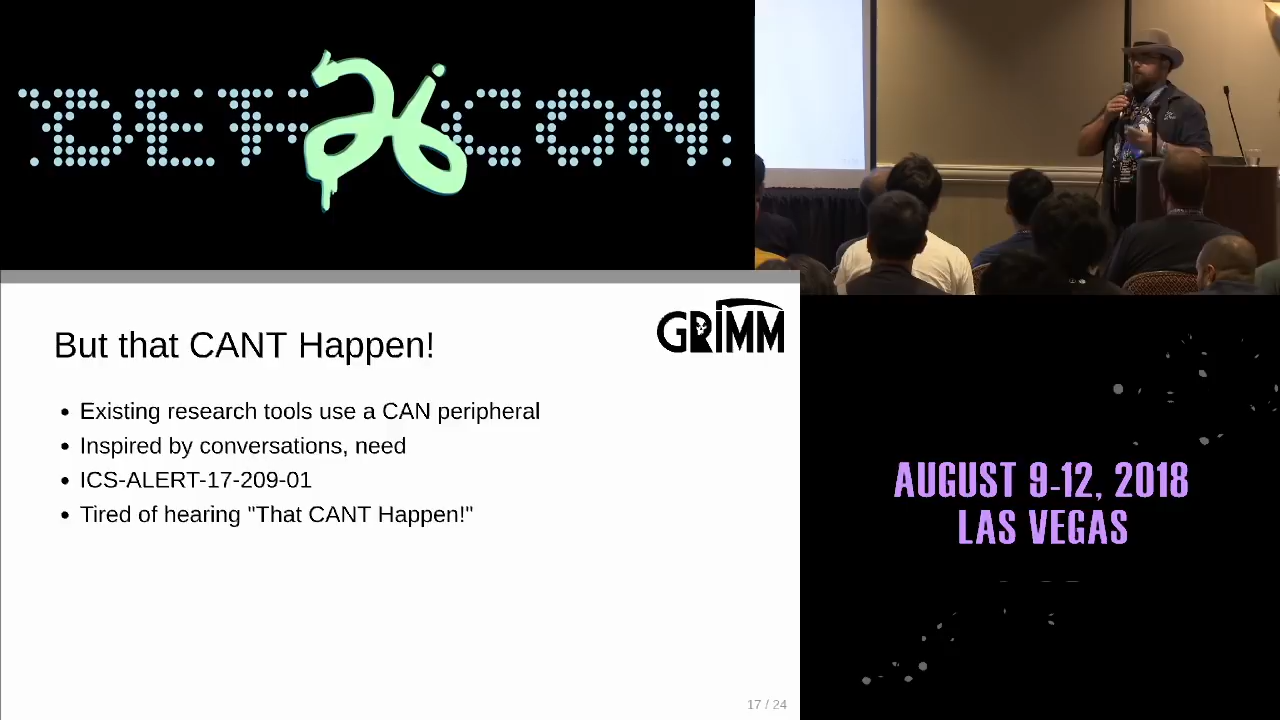 DEF CON 26
But that CANT Happen!
GRIMM
• Existing research tools use a CAN peripheral
• Inspired by conversations, need
• ICS-ALERT-17-209-01
• Tired of hearing "That CANT Happen!"
17 / 24
AUGUST 9-12, 2018
LAS VEGAS